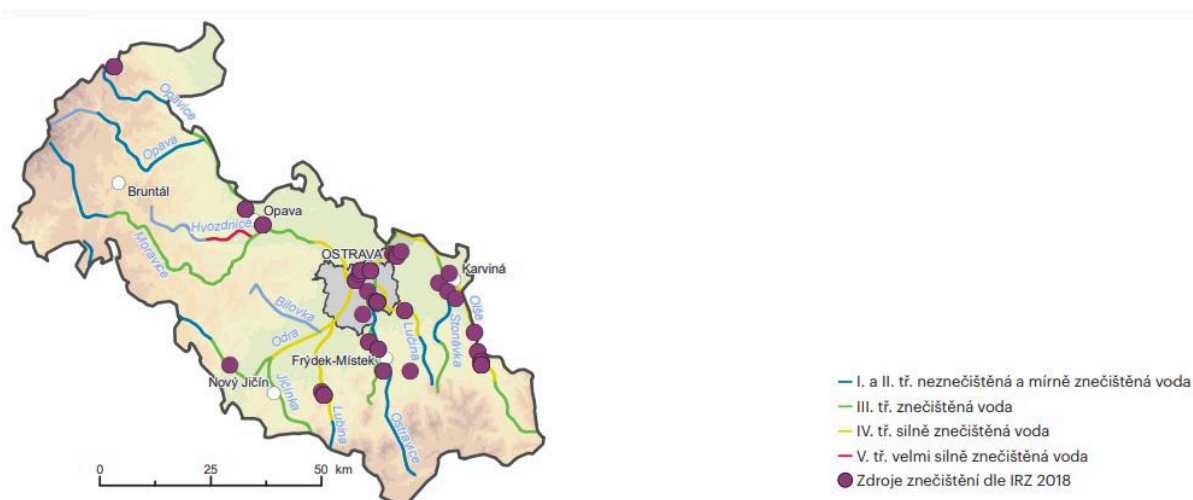 Opavice
Opava
Bruntál
Opava
Hvozdnice
Moravice
OSTRAVA
Karviná
Olše
Bílovka
Lučina
Stonávka
Odra
Frýdek-Místek
Nový Jičín
Jičínka
Lubina
Ostravice
0 25 50 km
I. a II. tř. neznečištěná a mírně znečištěná voda
III. tř. znečištěná voda
IV. tř. silně znečištěná voda
V. tř. velmi silně znečištěná voda
Zdroje znečištění dle IRZ 2018